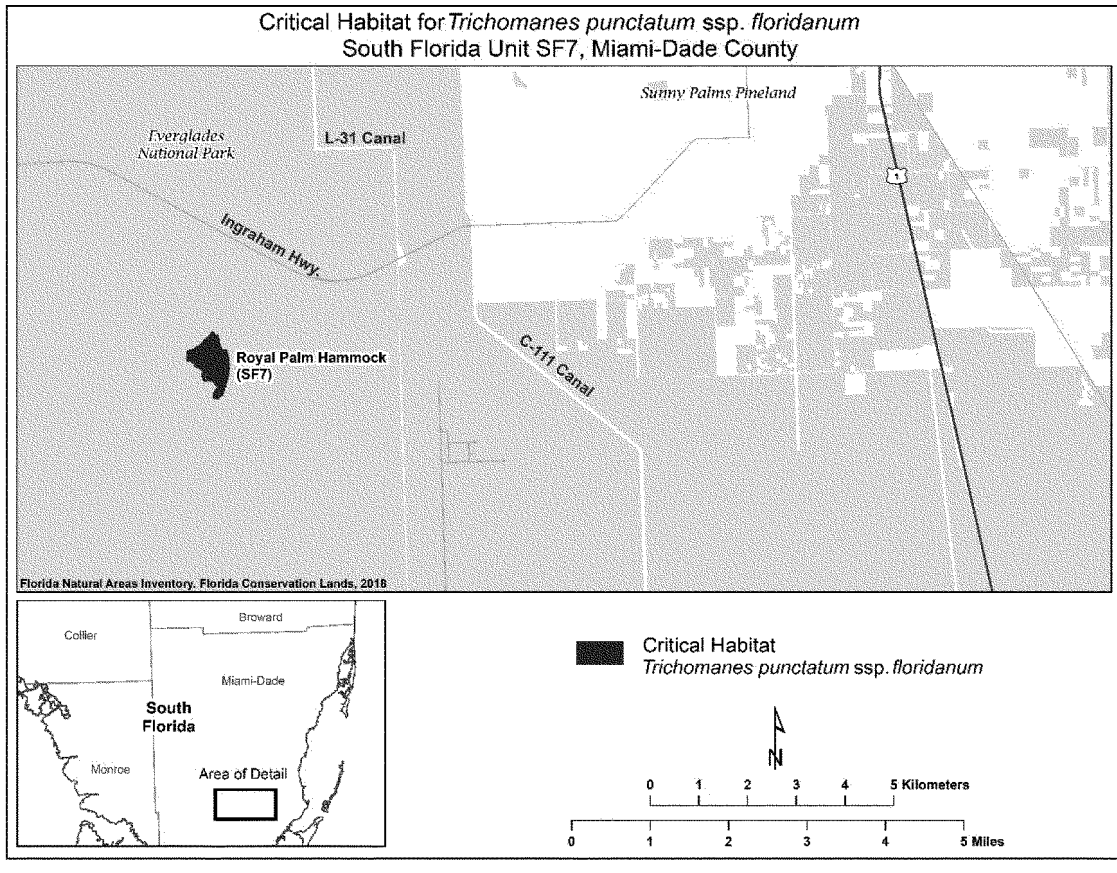 Critical Habitat for Trichomanes punctatum ssp. floridanum
South Florida Unit SF7, Miami-Dade County
Sunny Palms Pineland
Everglades
National Park
L-31 Canal
1
Ingraham Hwy.
Royal Palm Hammock
(SF7)
C-111 Canal
Florida Natural Areas Inventory. Florida Conservation Lands, 2018
Broward
Collier
Miami-Dade
South
Florida
Monroe
Area of Detail
Critical Habitat
Trichomanes punctatum ssp. floridanum
N
0 1 2 3 4 5 Kilometers
0 1 2 3 4 5 Miles